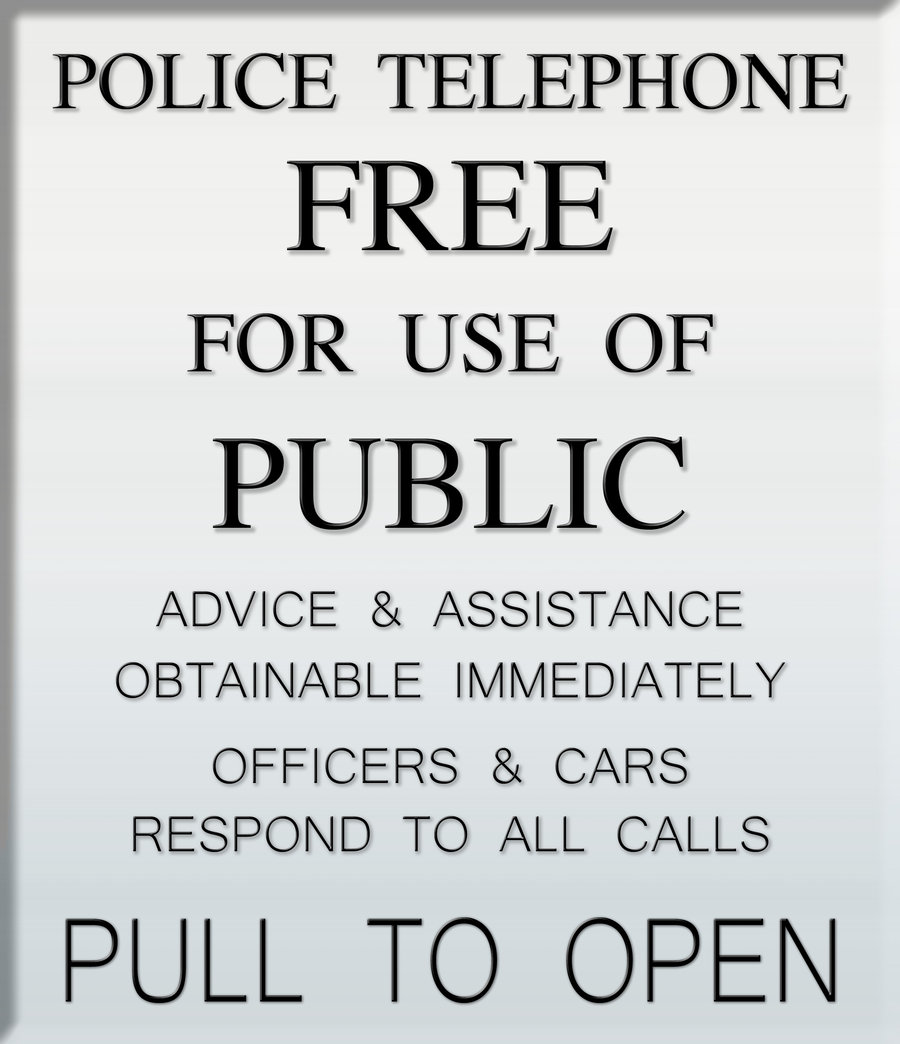 POLICE TELEPHONE
FREE
FOR USE OF
PUBLIC
ADVICE & ASSISTANCE
OBTAINABLE IMMEDIATELY
OFFICERS & CARS
RESPOND TO ALL CALLS
PULL TO OPEN